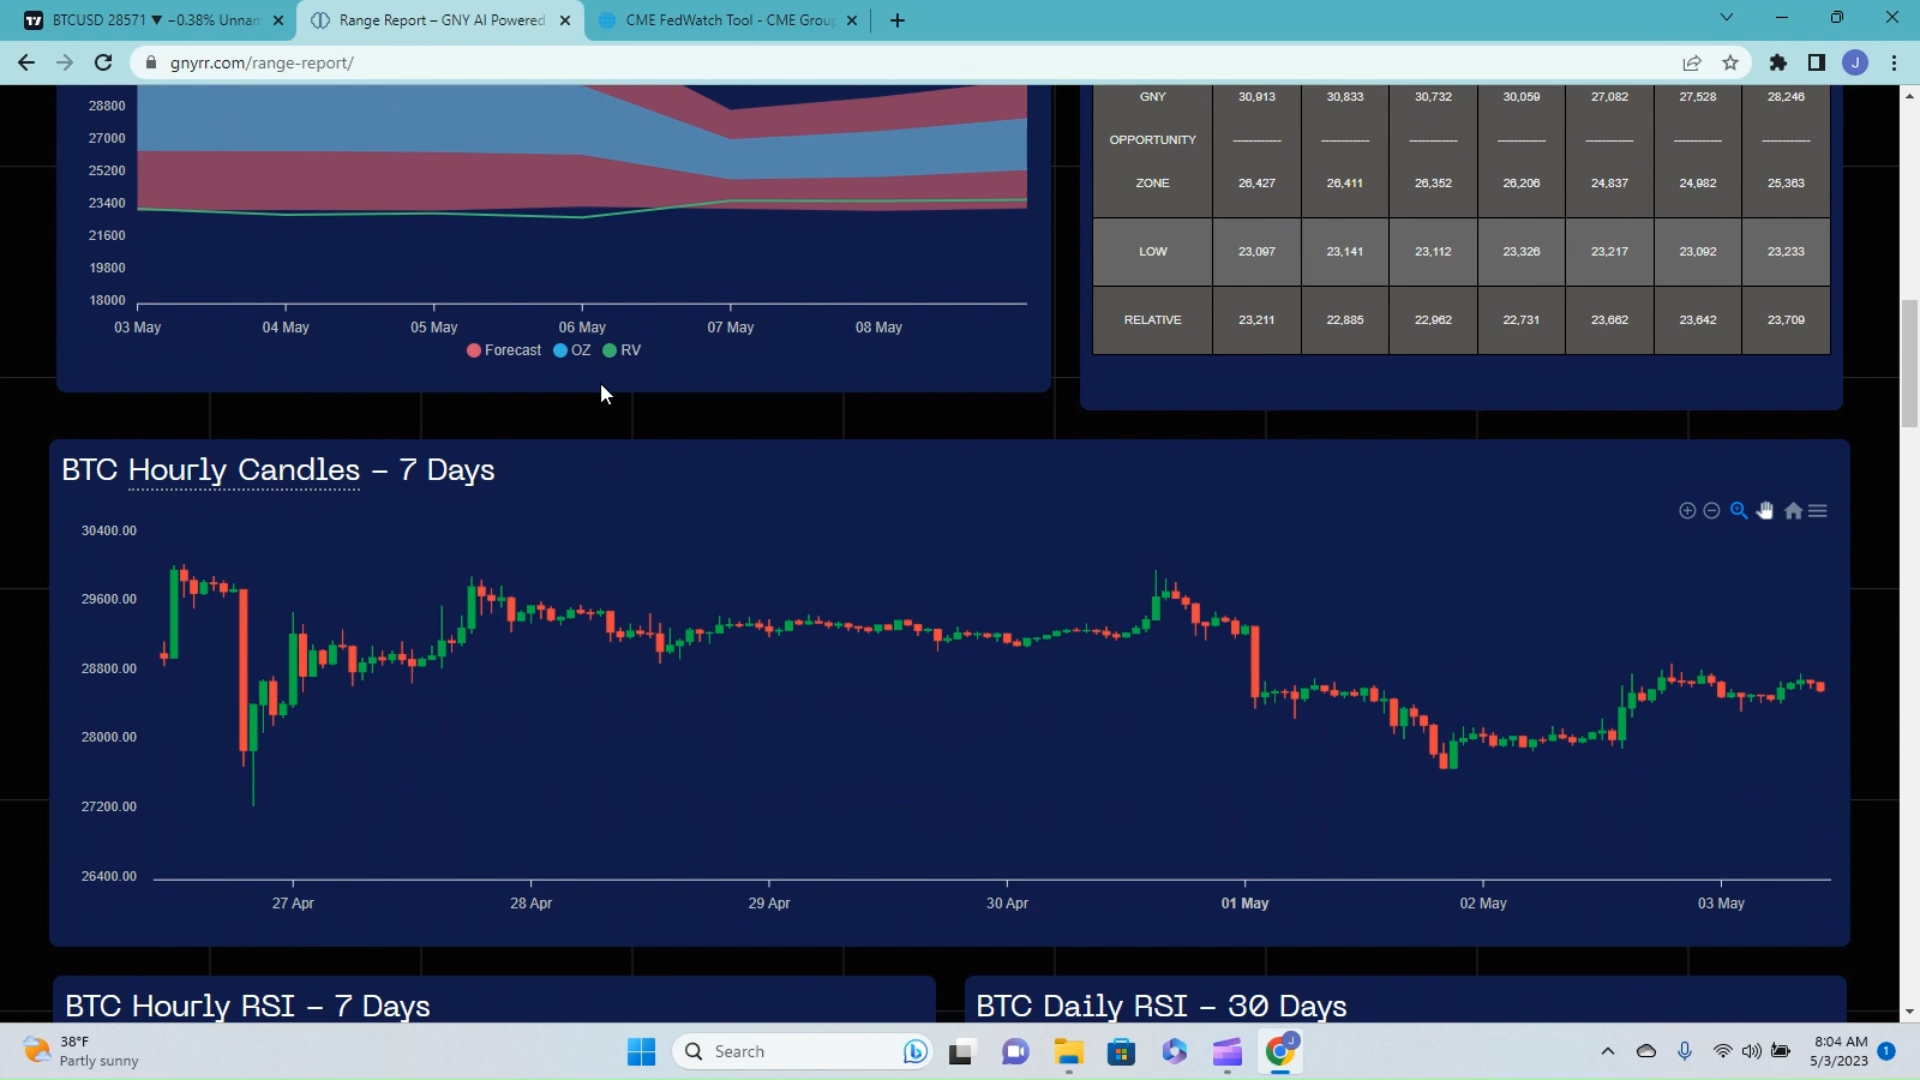 BTCUSD 28571 ▼ −0.38% Unnan
Range Report – GNY AI Powered
CME FedWatch Tool - CME Grou
gnyrr.com/range-report/
J
28800
27000
25200
23400
21600
19800
18000
03 May 04 May 05 May 06 May 07 May 08 May
Forecast OZ RV
GNY 30,913 30,833 30,732 30,059 27,082 27,528 28,246
OPPORTUNITY ------------ ------------ ------------ ------------ ------------ ------------ ------------
ZONE 26,427 26,411 26,352 26,206 24,837 24,982 25,363
LOW 23,097 23,141 23,112 23,326 23,217 23,092 23,233
RELATIVE 23,211 22,885 22,962 22,731 23,662 23,642 23,709
BTC Hourly Candles – 7 Days
30400.00
29600.00
28800.00
28000.00
27200.00
26400.00
27 Apr 28 Apr 29 Apr 30 Apr 01 May 02 May 03 May
BTC Hourly RSI – 7 Days
BTC Daily RSI – 30 Days
38°F
Partly sunny
Search
J
8:04 AM
5/3/2023
1